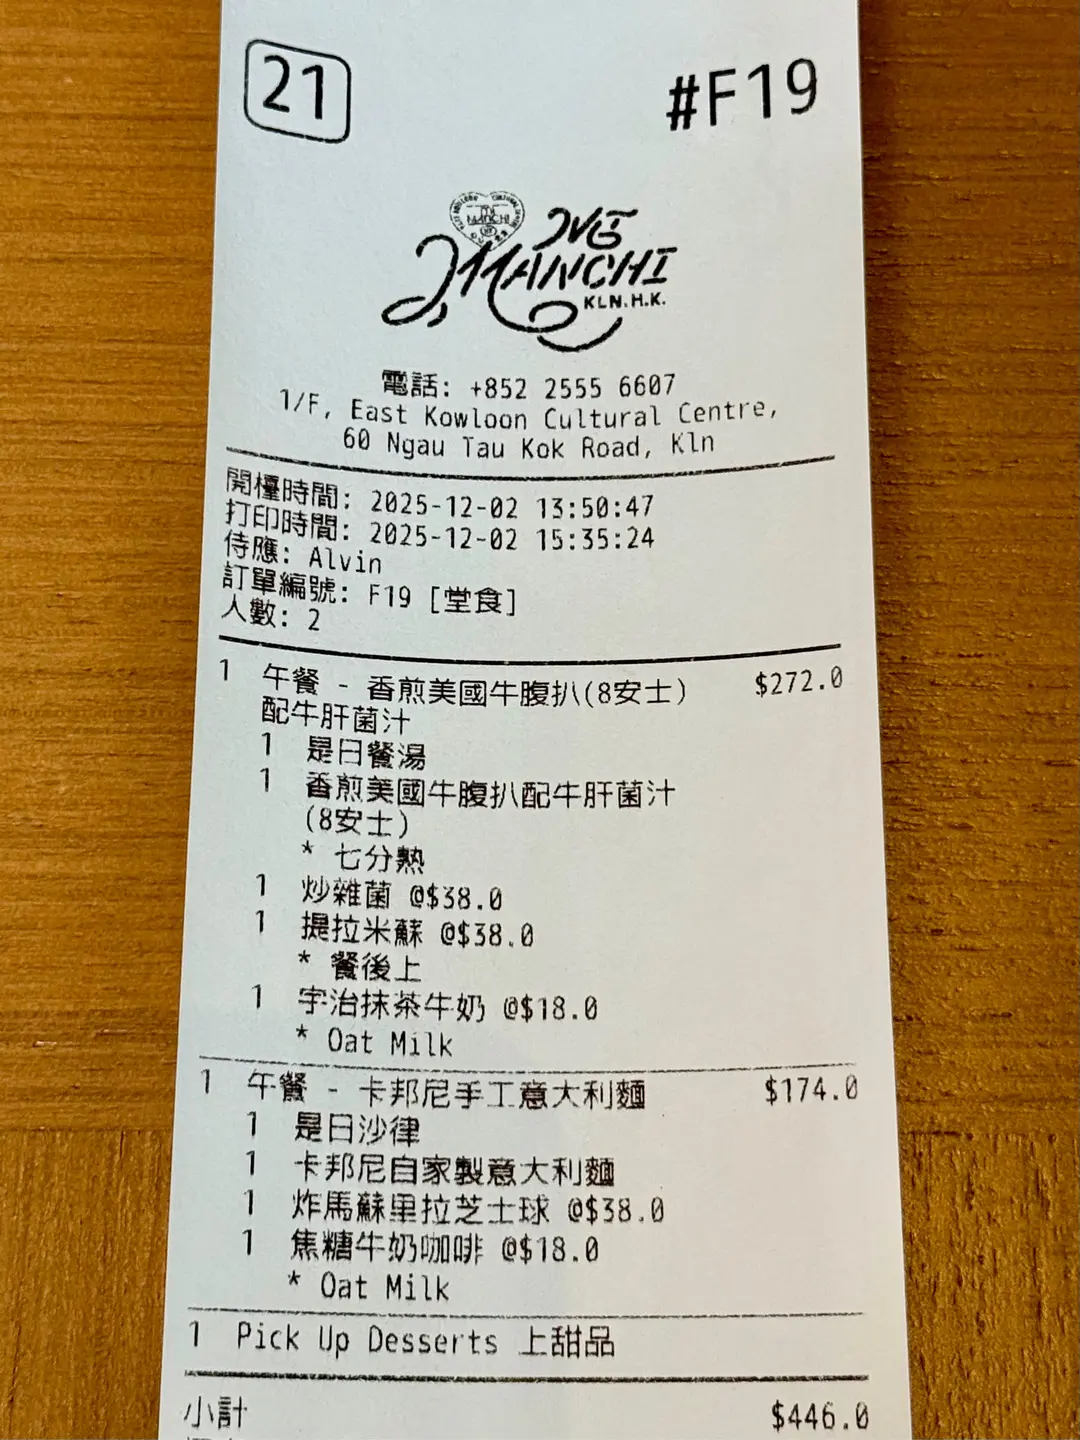 21
#F19
MANCHI
KLN.H.K.
電話: +852 2555 6607
1/F, East Kowloon Cultural Centre,
60 Ngau Tau Kok Road, Kln
開檯時間: 2025-12-02 13:50:47
打印時間: 2025-12-02 15:35:24
侍應: Alvin
訂單編號: F19 [堂食]
人數: 2
1 午餐 - 香煎美國牛腹扒(8安士) $272.0
配牛肝菌汁
1 是日餐湯
1 香煎美國牛腹扒配牛肝菌汁
(8安士)
* 七分熟
1 炒雜菌 @$38.0
1 提拉米蘇 @$38.0
* 餐後上
1 宇治抹茶牛奶 @$18.0
* Oat Milk
1 午餐 - 卡邦尼手工意大利麵 $174.0
1 是日沙律
1 卡邦尼自家製意大利麵
1 炸馬蘇里拉芝士球 @$38.0
1 焦糖牛奶咖啡 @$18.0
* Oat Milk
1 Pick Up Desserts 上甜品
小計 $446.0